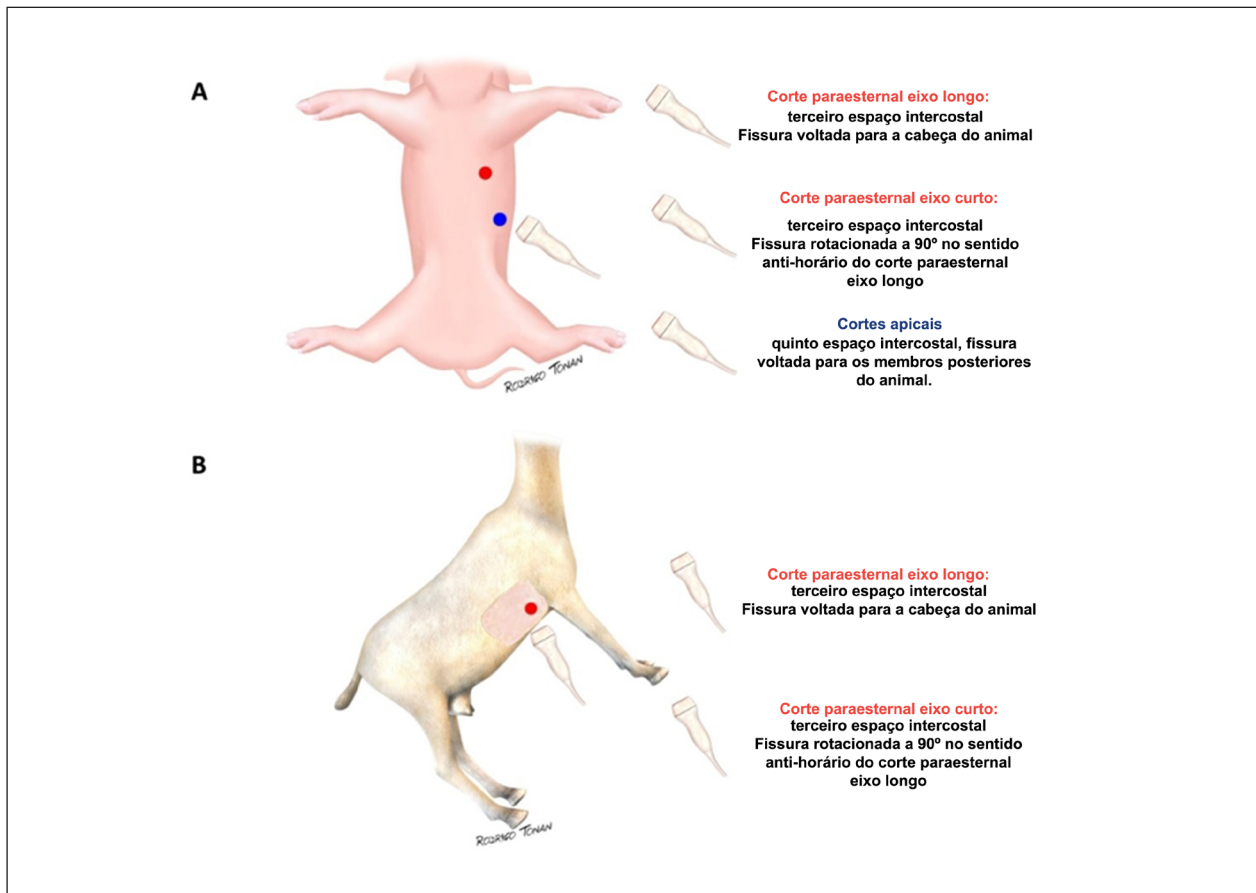 A
Corte paraesternal eixo longo:
terceiro espaço intercostal
Fissura voltada para a cabeça do animal
Corte paraesternal eixo curto:
terceiro espaço intercostal
Fissura rotacionada a 90º no sentido
anti-horário do corte paraesternal
eixo longo
Cortes apicais
quinto espaço intercostal, fissura
voltada para os membros posteriores
do animal.
RODRIGO TONAN
B
Corte paraesternal eixo longo:
terceiro espaço intercostal
Fissura voltada para a cabeça do animal
Corte paraesternal eixo curto:
terceiro espaço intercostal
Fissura rotacionada a 90º no sentido
anti-horário do corte paraesternal
eixo longo
RODRIGO TONAN